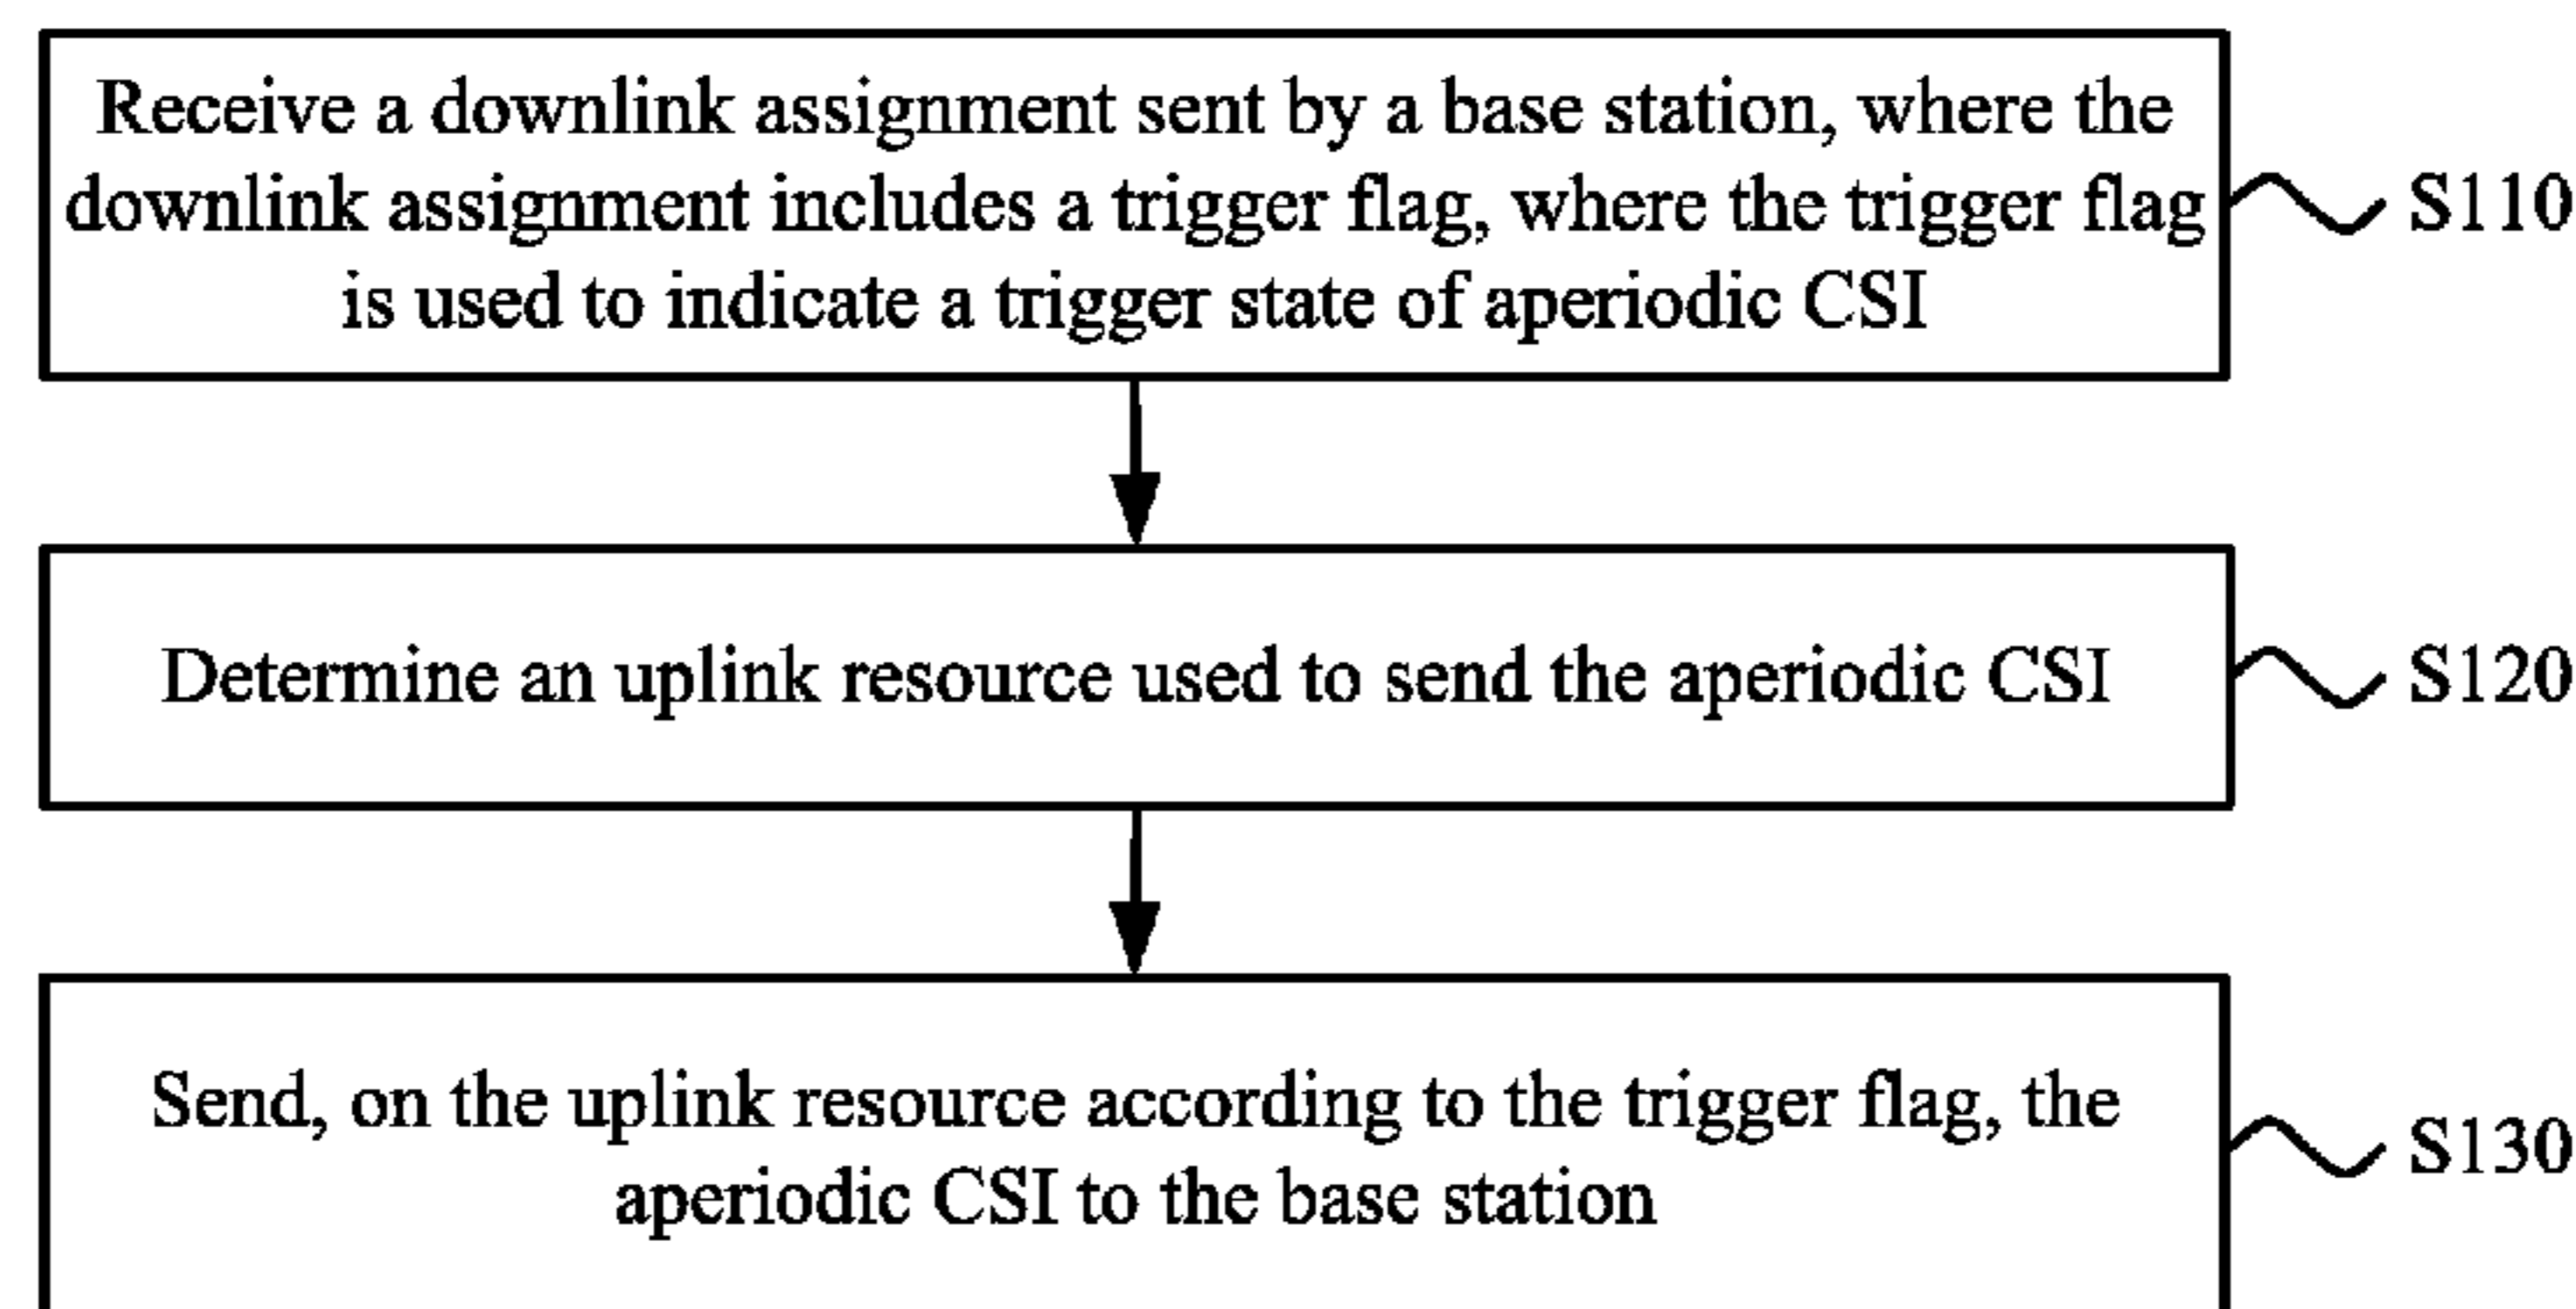 Receive a downlink assignment sent by a base station, where the
downlink assignment includes a trigger flag, where the trigger flag
is used to indicate a trigger state of aperiodic CSI
S110
Determine an uplink resource used to send the aperiodic CSI
S120
Send, on the uplink resource according to the trigger flag, the
aperiodic CSI to the base station
S130